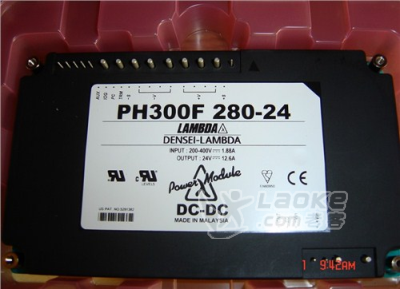 PH300F 280-24
LAMBDA
DENSEI-LAMBDA
INPUT : 200-400V 1.88A
OUTPUT : 24V 12.6A
Power Module
DC-DC
MADE IN MALAYSIA
Laoke
.com
1 9:42AM